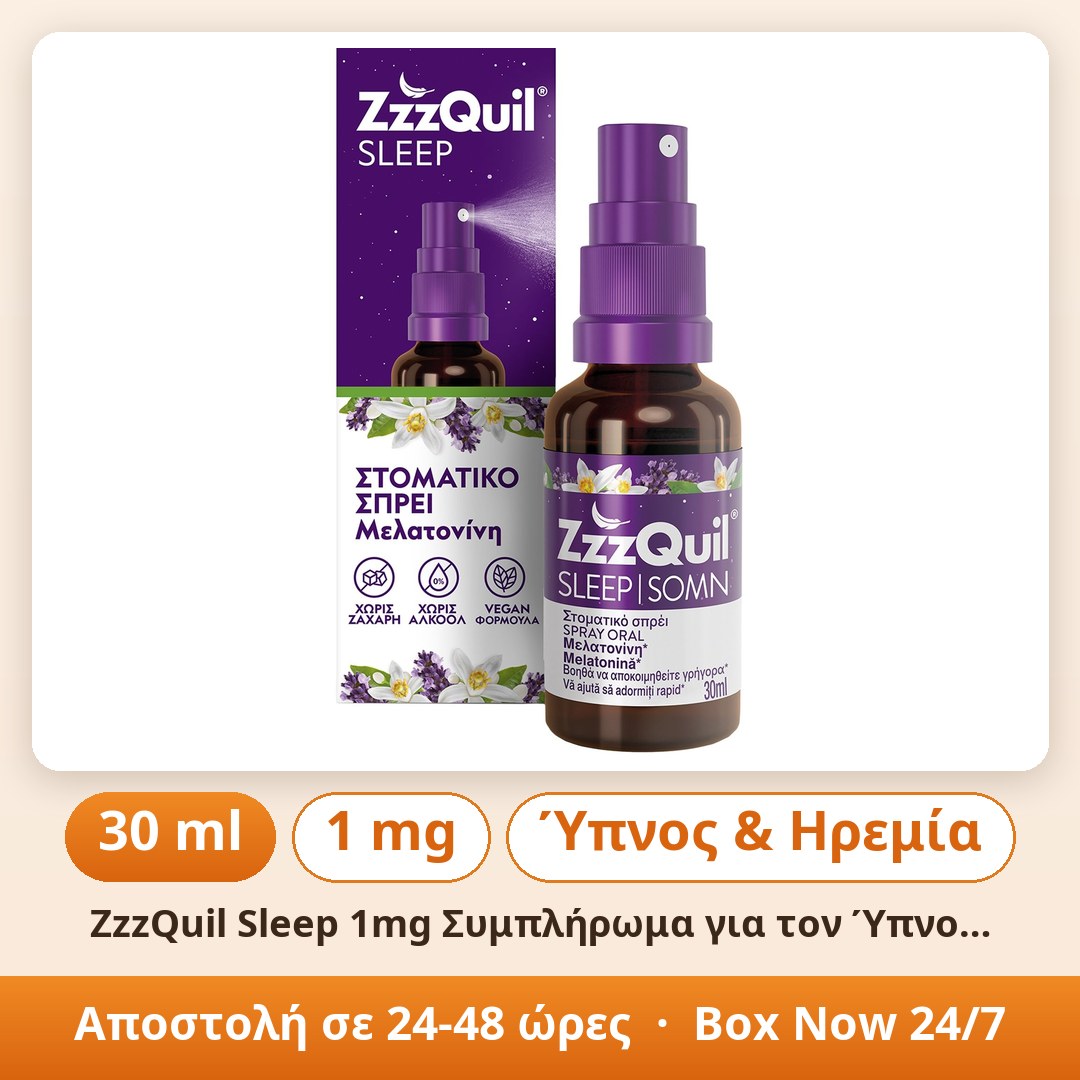 ZzzQuil®
SLEEP
ΣΤΟΜΑΤΙΚΟ
ΣΠΡΕΙ
Μελατονίνη
ΧΩΡΙΣ
ΖΑΧΑΡΗ
0%
ΧΩΡΙΣ
ΑΛΚΟΟΛ
VEGAN
ΦΟΡΜΟΥΛΑ
ZzzQuil®
SLEEP|SOMN
Στοματικό σπρέι
SPRAY ORAL
Μελατονίνη*
Melatonină*
Βοηθά να αποκοιμηθείτε γρήγορα*
Vă ajută să adormiți rapid*
30ml
30 ml
1 mg
Ύπνος & Ηρεμία
ZzzQuil Sleep 1mg Συμπλήρωμα για τον Ύπνο...
Αποστολή σε 24-48 ώρες · Box Now 24/7